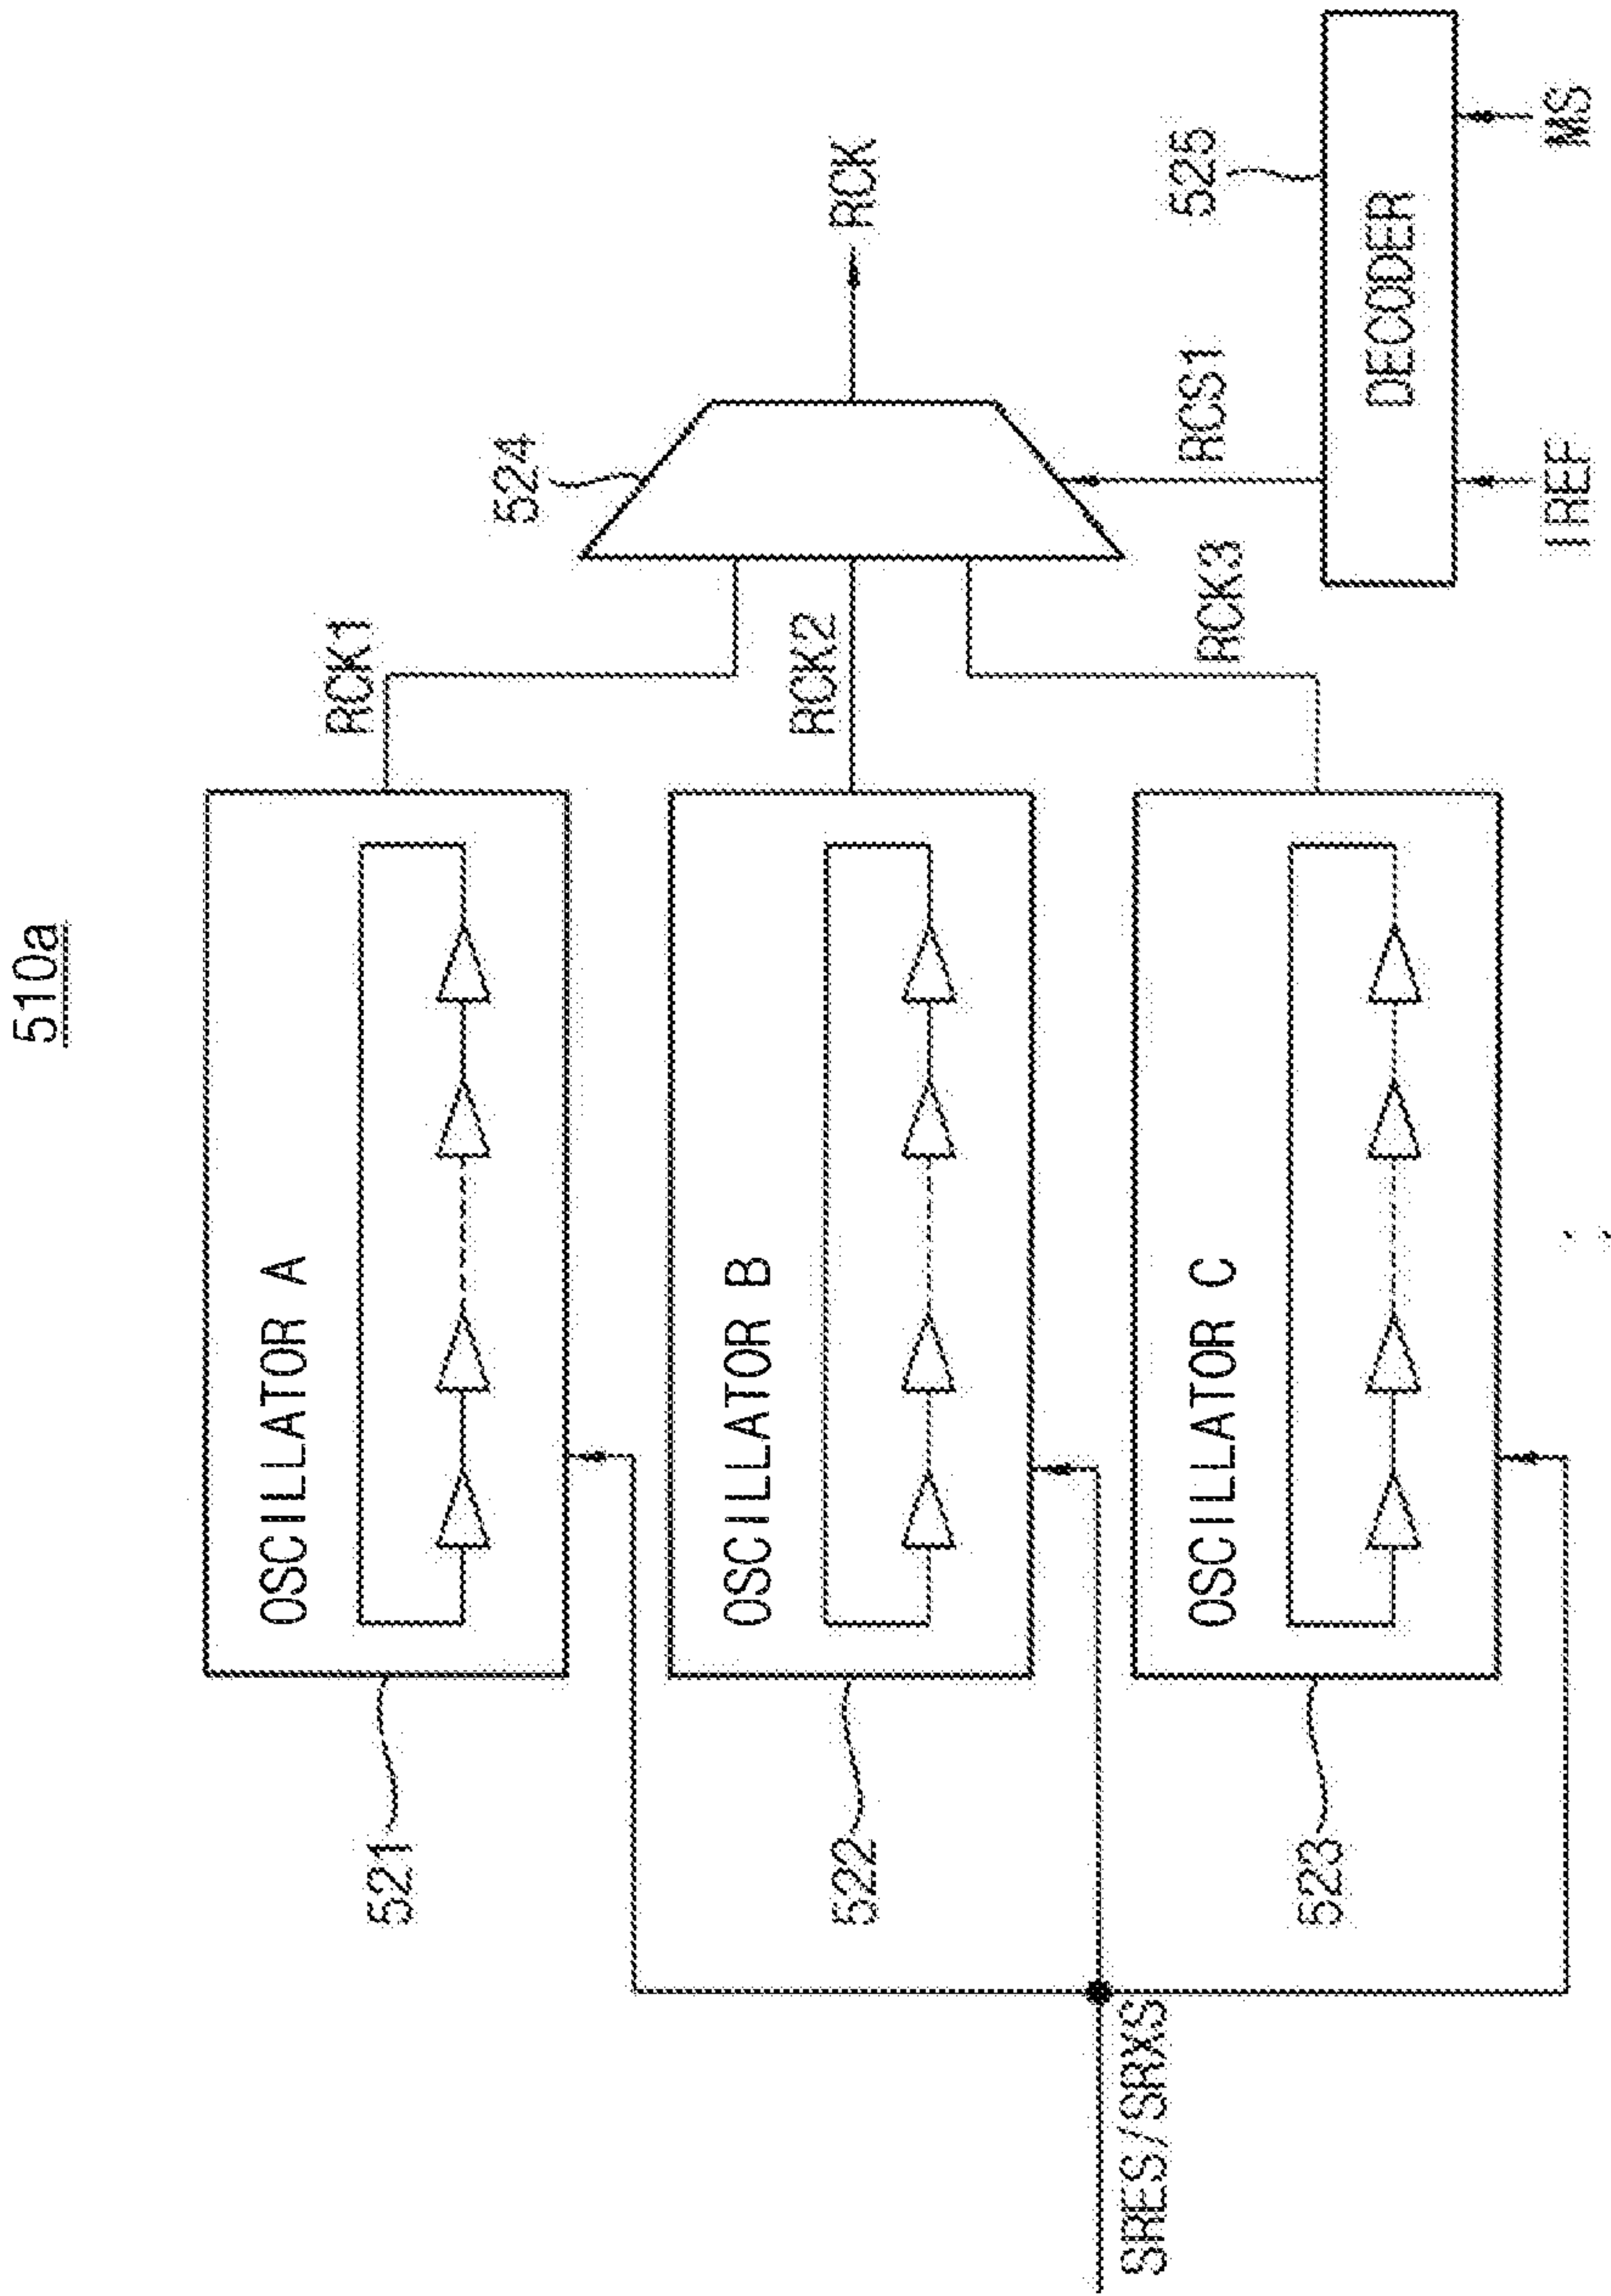 510a
OSCILLATOR A
521
RCK1
OSCILLATOR B
522
RCK2
OSCILLATOR C
523
RCK3
524
RCK
RCS1
525
DECODER
IREF
MS
SRES/SRXS